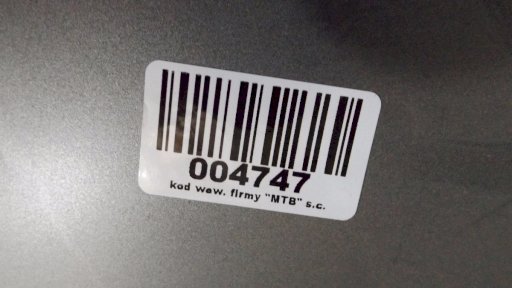 004747
kod wew. firmy "MTB" s.c.